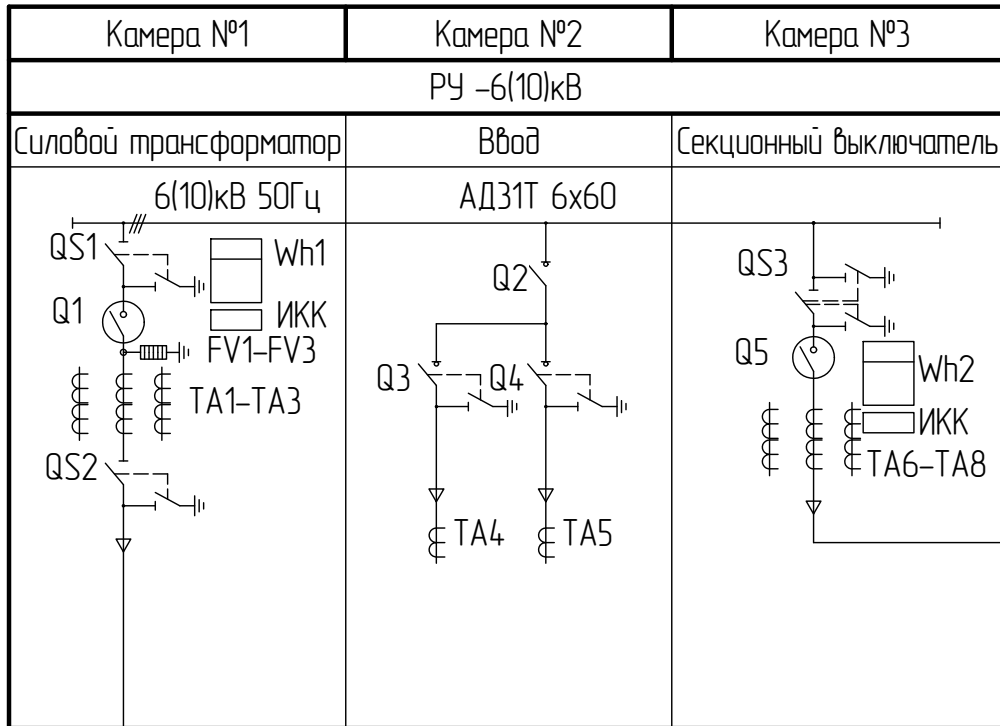 Камера №1
Камера №2
Камера №3
РУ -6(10)кВ
Силовой трансформатор
Ввод
Секционный выключатель
6(10)кВ 50Гц
АД31Т 6х60
QS1
Wh1
Q1
ИКК
FV1-FV3
TA1-TA3
QS2
Q2
Q3
Q4
TA4
TA5
QS3
Q5
Wh2
ИКК
TA6-TA8